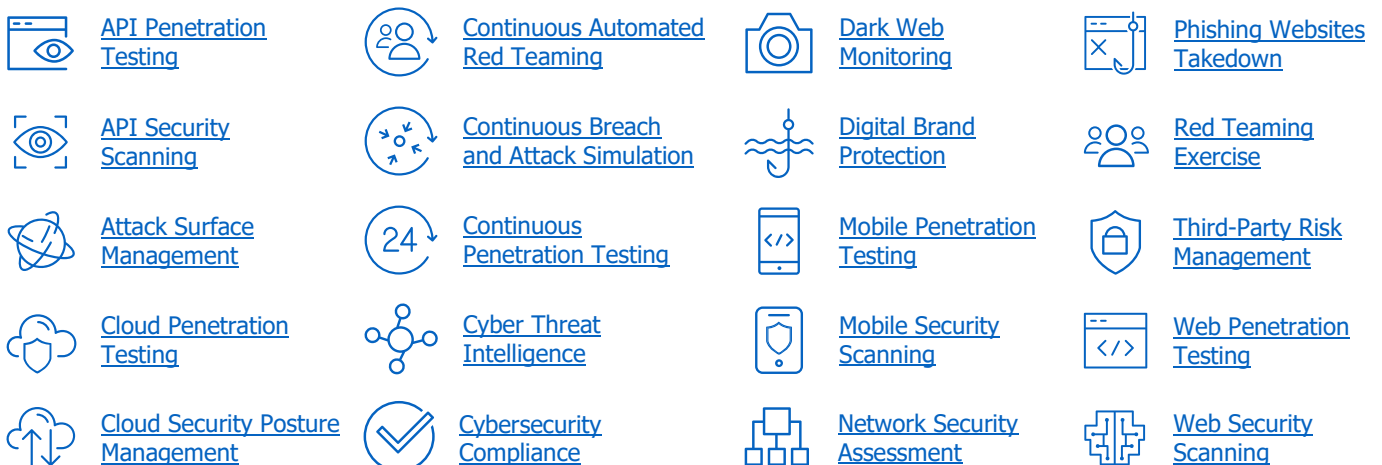 API Penetration
Testing
Continuous Automated
Red Teaming
Dark Web
Monitoring
Phishing Websites
Takedown
API Security
Scanning
Continuous Breach
and Attack Simulation
Digital Brand
Protection
Red Teaming
Exercise
Attack Surface
Management
24
Continuous
Penetration Testing
</>
Mobile Penetration
Testing
Third-Party Risk
Management
Cloud Penetration
Testing
Cyber Threat
Intelligence
Mobile Security
Scanning
</>
Web Penetration
Testing
Cloud Security Posture
Management
Cybersecurity
Compliance
Network Security
Assessment
Web Security
Scanning